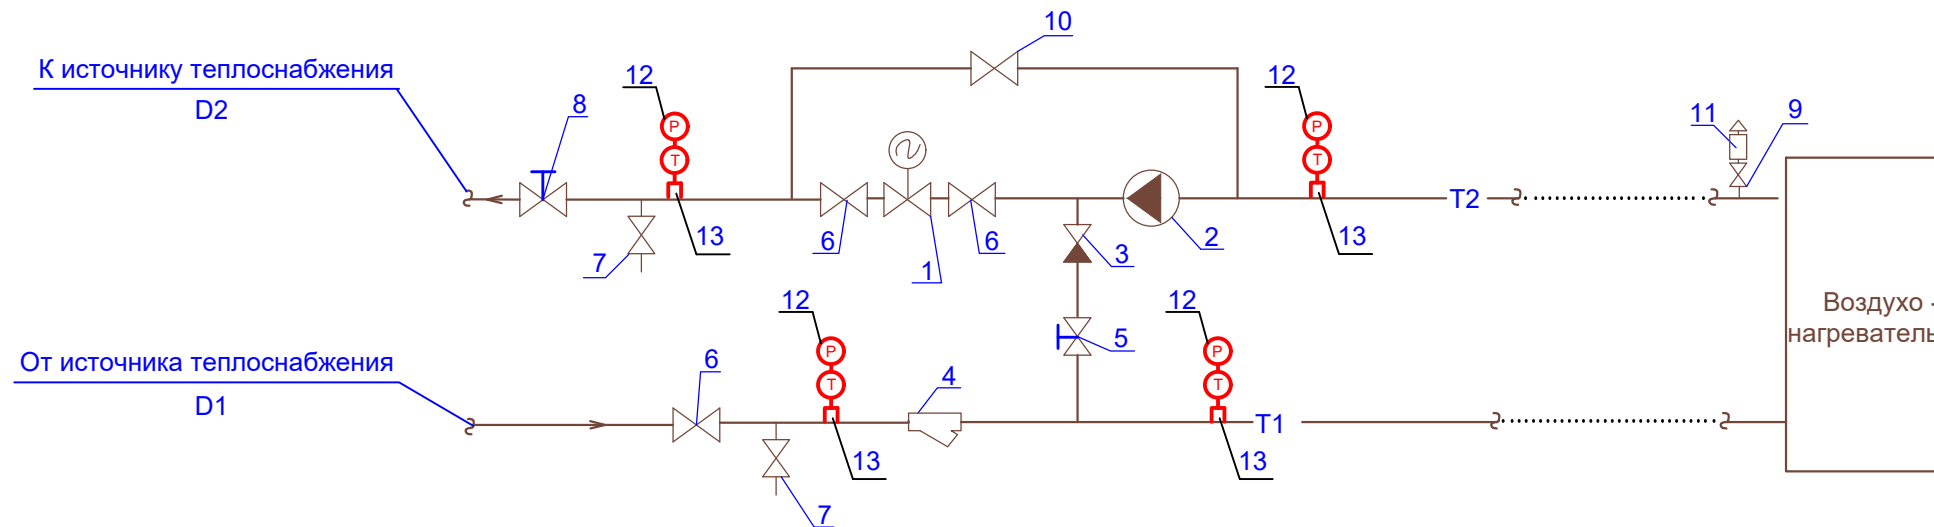 10
К источнику теплоснабжения
D2
8
12
P
T
13
7
6
1
6
3
2
12
P
T
13
T2
11
9
Воздухо -
нагреватель
От источника теплоснабжения
D1
6
7
12
P
T
13
4
5
12
P
T
13
T1